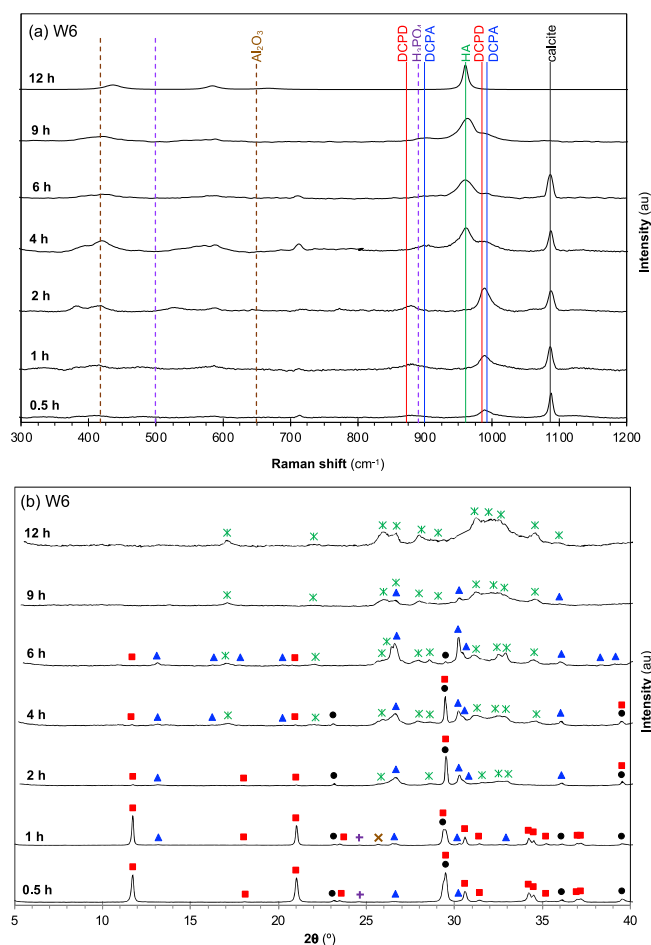 (a) W6
Al₂O₃
DCPD
H₃PO₄
DCPA
HA
DCPD
DCPA
calcite
12 h
9 h
6 h
4 h
2 h
1 h
0.5 h
Intensity (au)
300 400 500 600 700 800 900 1000 1100 1200
Raman shift (cm⁻¹)
(b) W6
12 h
9 h
6 h
4 h
2 h
1 h
0.5 h
Intensity (au)
5 10 15 20 25 30 35 40
2θ (º)